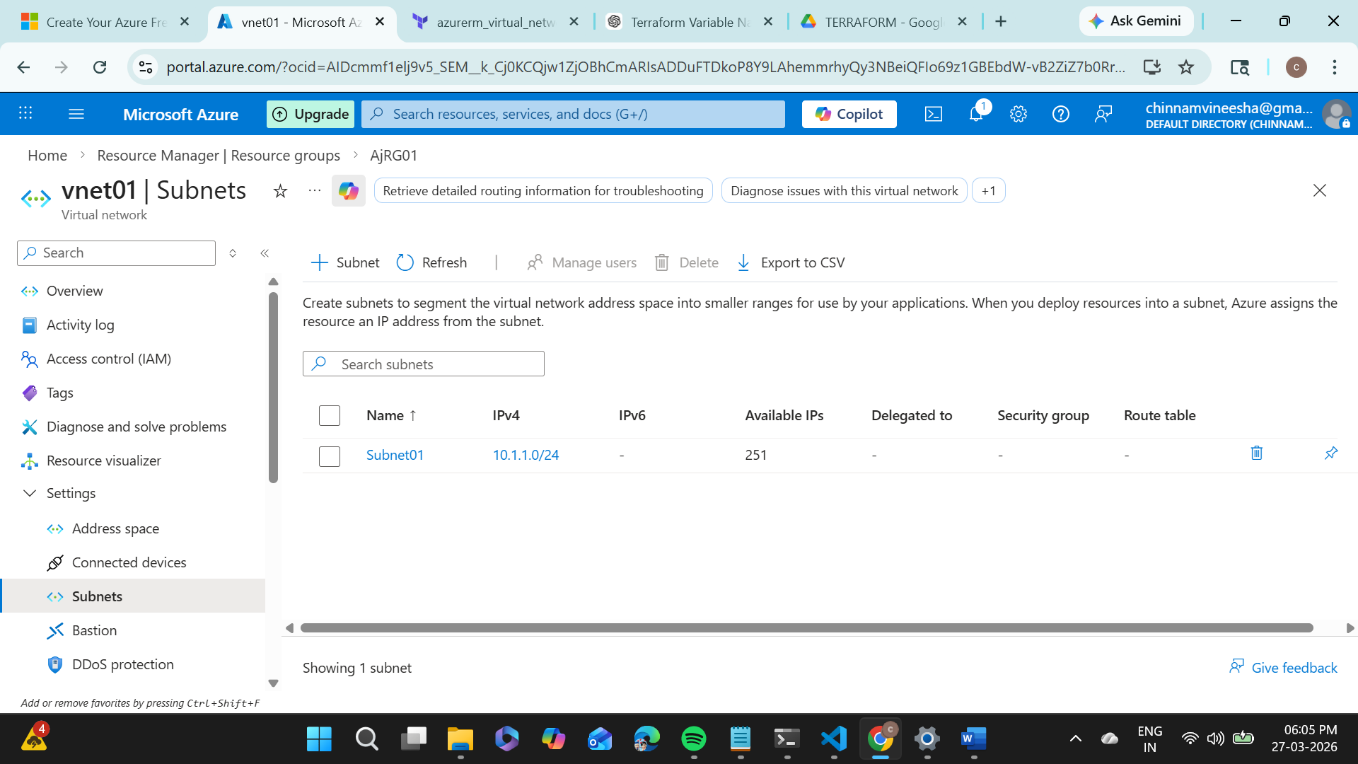 Create Your Azure Fre
vnet01 - Microsoft Az
azurerm_virtual_netw
Terraform Variable Ne
TERRAFORM - Googl
Ask Gemini
portal.azure.com/?ocid=AIDcmmf1elj9v5_SEM__k_Cj0KCQjw1ZjOBhCmARIsADDuFTDkoP8Y9LAhemmrhyQy3NBeiQFIo69z1GBEbdW-vB2ZiZ7b0Rr...
c
Microsoft Azure
Upgrade
Search resources, services, and docs (G+/)
Copilot
1
chinnamvineesha@gma...
DEFAULT DIRECTORY (CHINNAM...
Home > Resource Manager | Resource groups > AjRG01
vnet01 | Subnets
Virtual network
...
Retrieve detailed routing information for troubleshooting
Diagnose issues with this virtual network
+1
Search
Overview
Activity log
Access control (IAM)
Tags
Diagnose and solve problems
Resource visualizer
Settings
Address space
Connected devices
Subnets
Bastion
DDoS protection
Add or remove favorites by pressing Ctrl+Shift+F
Subnet
Refresh
Manage users
Delete
Export to CSV
Create subnets to segment the virtual network address space into smaller ranges for use by your applications. When you deploy resources into a subnet, Azure assigns the
resource an IP address from the subnet.
Search subnets
Name ↑ IPv4 IPv6 Available IPs Delegated to Security group Route table
Subnet01 10.1.1.0/24 - 251 - - -
Showing 1 subnet
Give feedback
4
c
ENG
IN
06:05 PM
27-03-2026